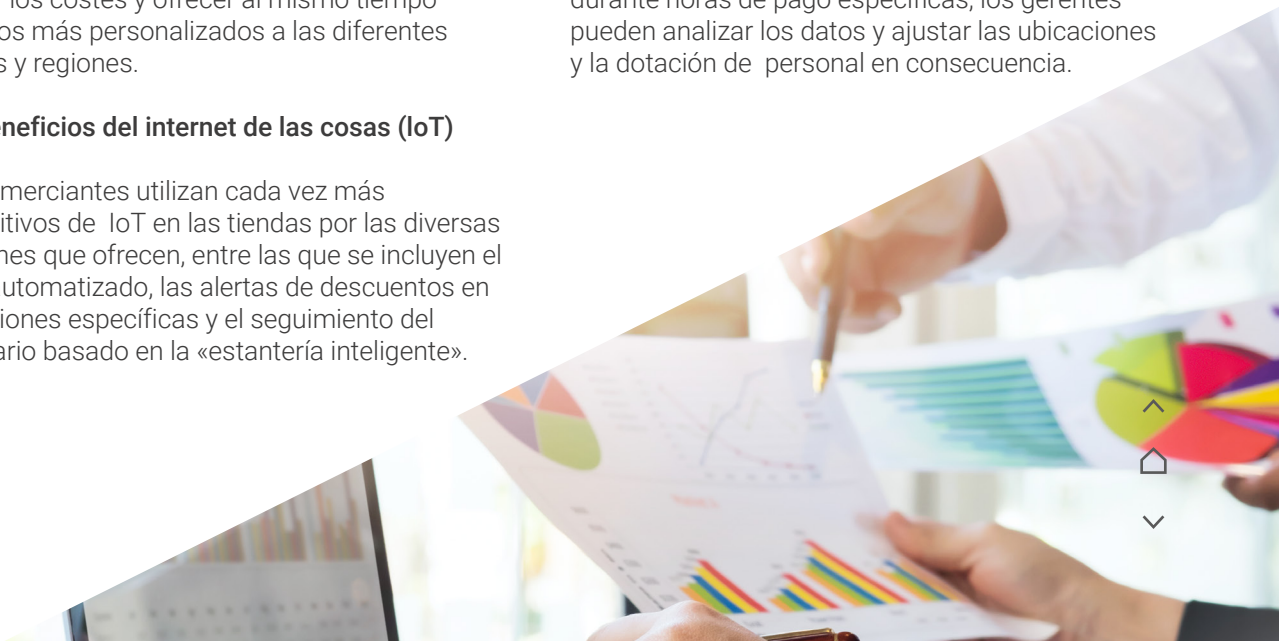 los costes y ofrecer al mismo tiempo
os más personalizados a las diferentes
s y regiones.
neficios del internet de las cosas (loT)
merciantes utilizan cada vez más
itivos de IoT en las tiendas por las diversas
nes que ofrecen, entre las que se incluyen el
utomatizado, las alertas de descuentos en
iones específicas y el seguimiento del
ario basado en la «estantería inteligente».
durante horas de pago específicas, los gerentes
pueden analizar los datos y ajustar las ubicaciones
y la dotación de personal en consecuencia.